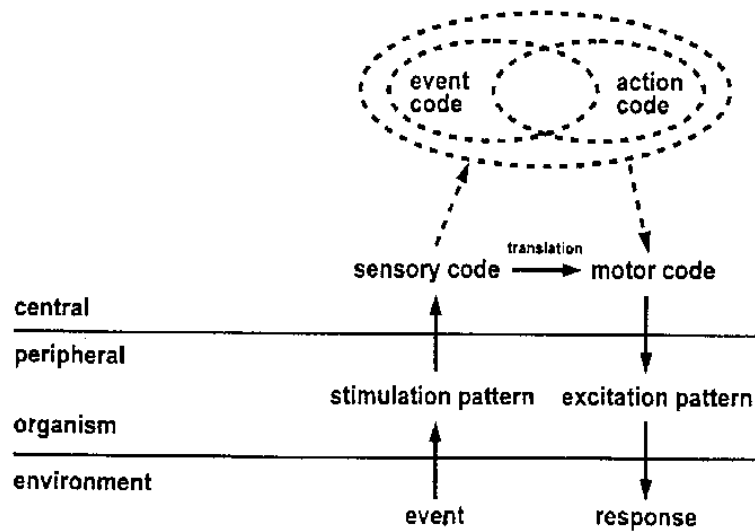 event action
code code
translation
sensory code motor code
central
peripheral
stimulation pattern excitation pattern
organism
environment
event response